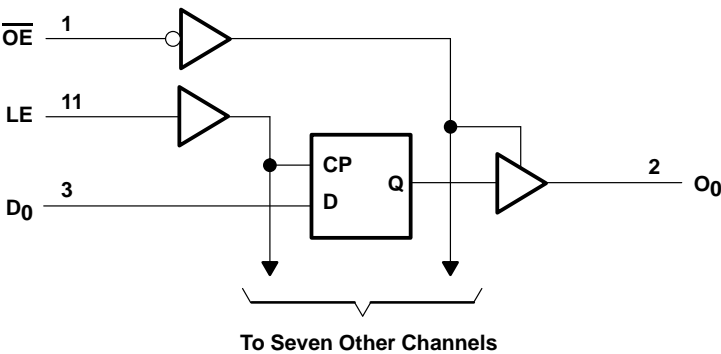 OE 1
LE 11
CP
Q
D
D0 3
2 O0
To Seven Other Channels